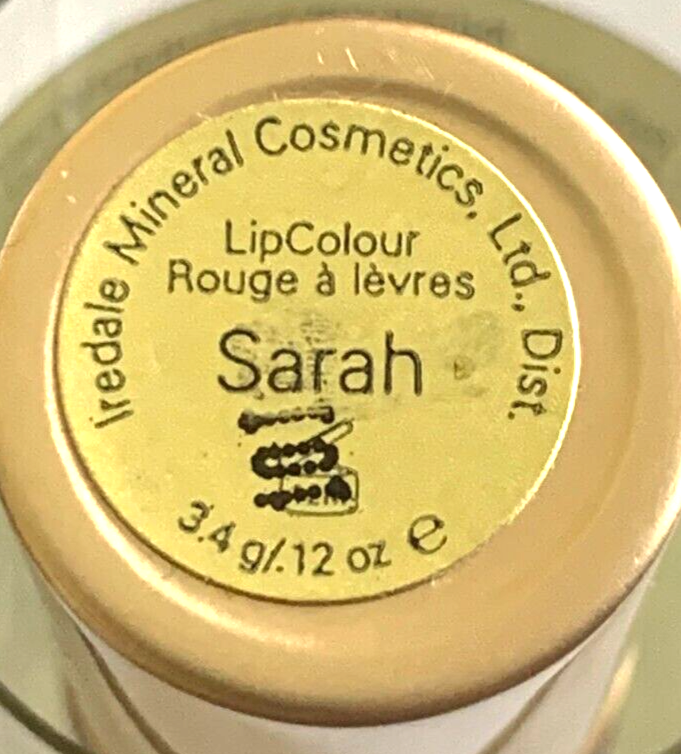 Iredale Mineral Cosmetics, Ltd., Dist.
LipColour
Rouge à lèvres
Sarah
3.4 g/.12 oz e